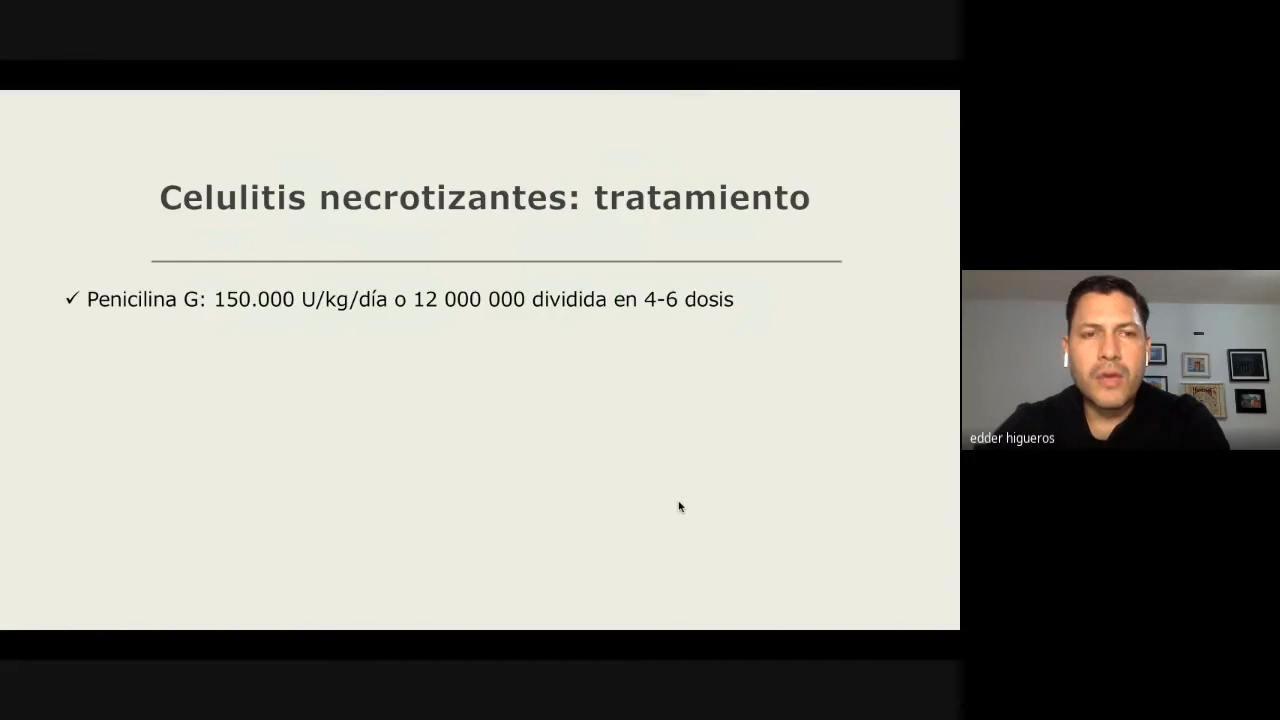 Celulitis necrotizantes: tratamiento
✓ Penicilina G: 150.000 U/kg/día o 12 000 000 dividida en 4-6 dosis
edder higueros